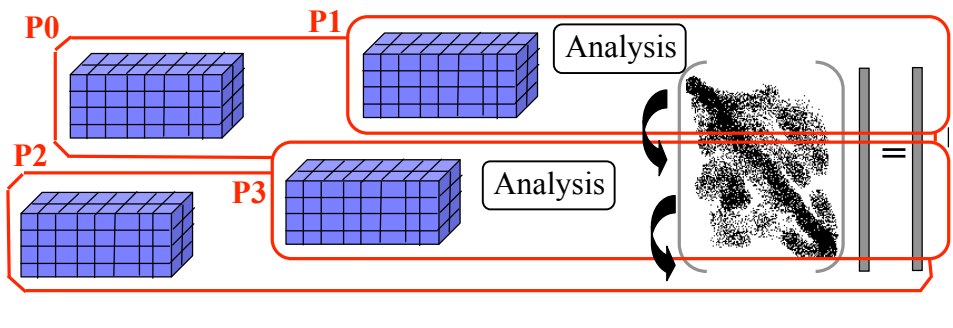 P0
P1
Analysis
P2
P3
Analysis
=